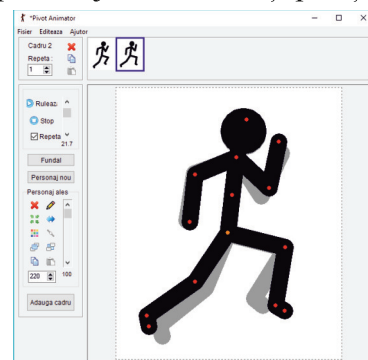 *Pivot Animator
Fisier Editeaza Ajutor
Cadru 2
Repeta :
1
Ruleaz
Stop
Repeta
21.7
Fundal
Personaj nou
Personaj ales
220
100
Adauga cadru